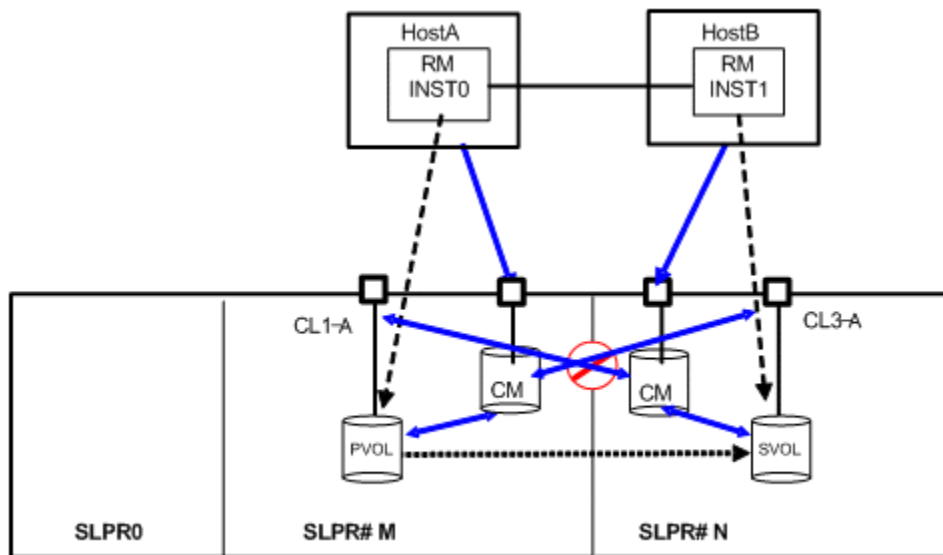 HostA
RM
INST0
HostB
RM
INST1
CL1-A
CL3-A
CM
CM
PVOL
SVOL
SLPR0
SLPR# M
SLPR# N